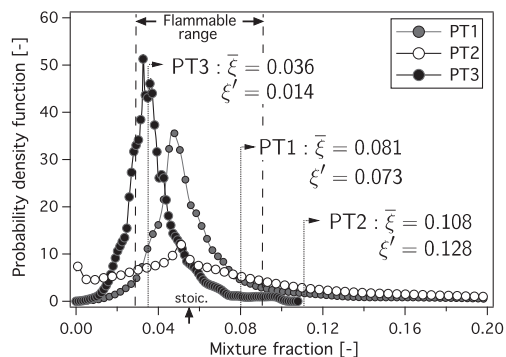 Flammable
range
PT1
PT2
PT3
PT3 : ξ̅ = 0.036
ξ′ = 0.014
PT1 : ξ̅ = 0.081
ξ′ = 0.073
PT2 : ξ̅ = 0.108
ξ′ = 0.128
stoic.
Probability density function [-]
60
50
40
30
20
10
0
0.00 0.04 0.08 0.12 0.16 0.20
Mixture fraction [-]